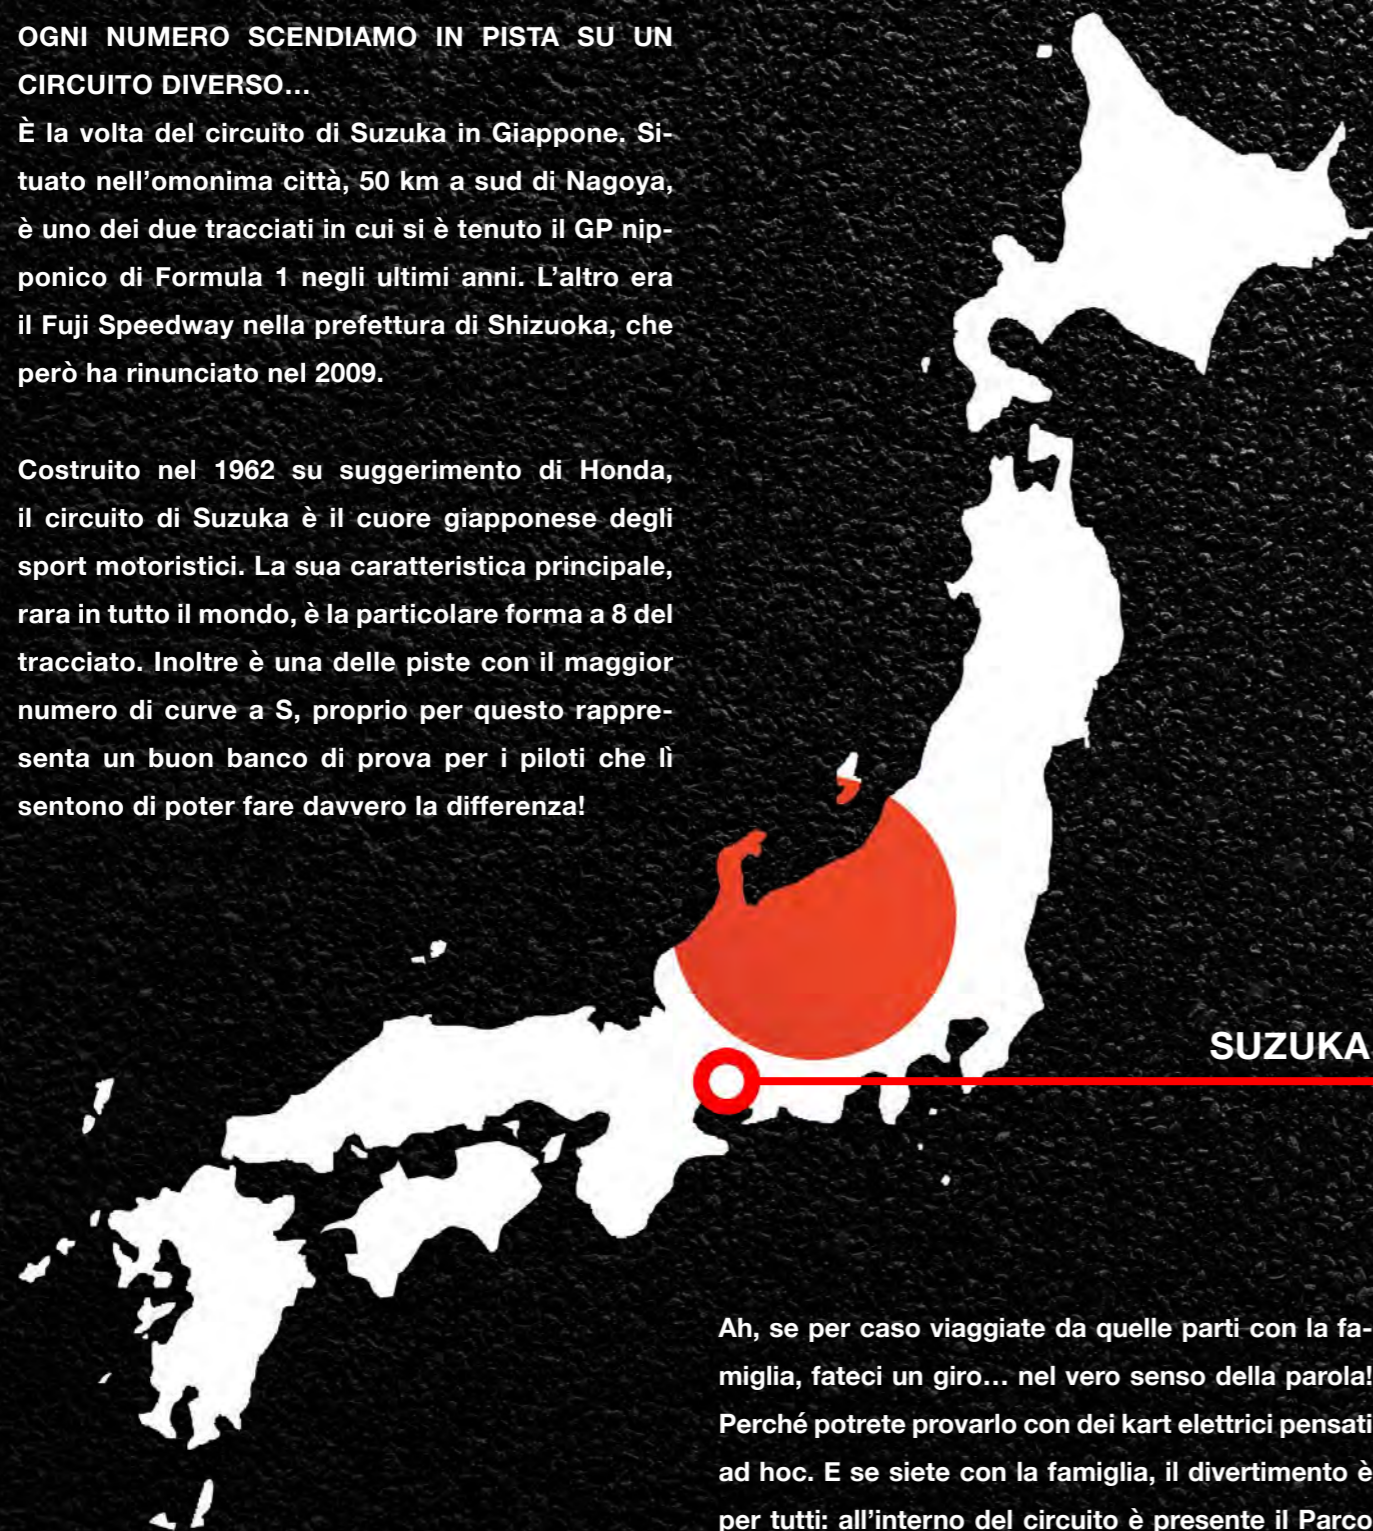 OGNI NUMERO SCENDIAMO IN PISTA SU UN
CIRCUITO DIVERSO...
È la volta del circuito di Suzuka in Giappone. Si-
tuato nell’omonima città, 50 km a sud di Nagoya,
è uno dei due tracciati in cui si è tenuto il GP nip-
ponico di Formula 1 negli ultimi anni. L’altro era
il Fuji Speedway nella prefettura di Shizuoka, che
però ha rinunciato nel 2009.
Costruito nel 1962 su suggerimento di Honda,
il circuito di Suzuka è il cuore giapponese degli
sport motoristici. La sua caratteristica principale,
rara in tutto il mondo, è la particolare forma a 8 del
tracciato. Inoltre è una delle piste con il maggior
numero di curve a S, proprio per questo rappre-
senta un buon banco di prova per i piloti che lì
sentono di poter fare davvero la differenza!
SUZUKA
Ah, se per caso viaggiate da quelle parti con la fa-
miglia, fateci un giro... nel vero senso della parola!
Perché potrete provarlo con dei kart elettrici pensati
ad hoc. E se siete con la famiglia, il divertimento è
per tutti: all’interno del circuito è presente il Parco